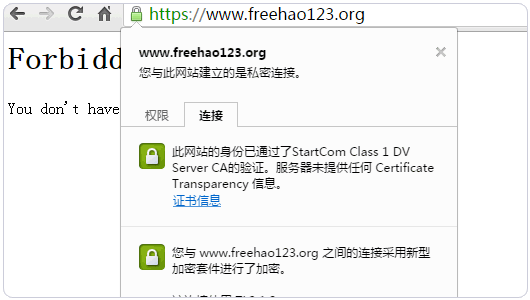 https://www.freehao123.org
Forbidd
You don't have
www.freehao123.org
您与此网站建立的是私密连接。
权限 连接
此网站的身份已通过了StartCom Class 1 DV
Server CA的验证。服务器未提供任何 Certificate
Transparency 信息。
证书信息
您与 www.freehao123.org 之间的连接采用新型
加密套件进行了加密。